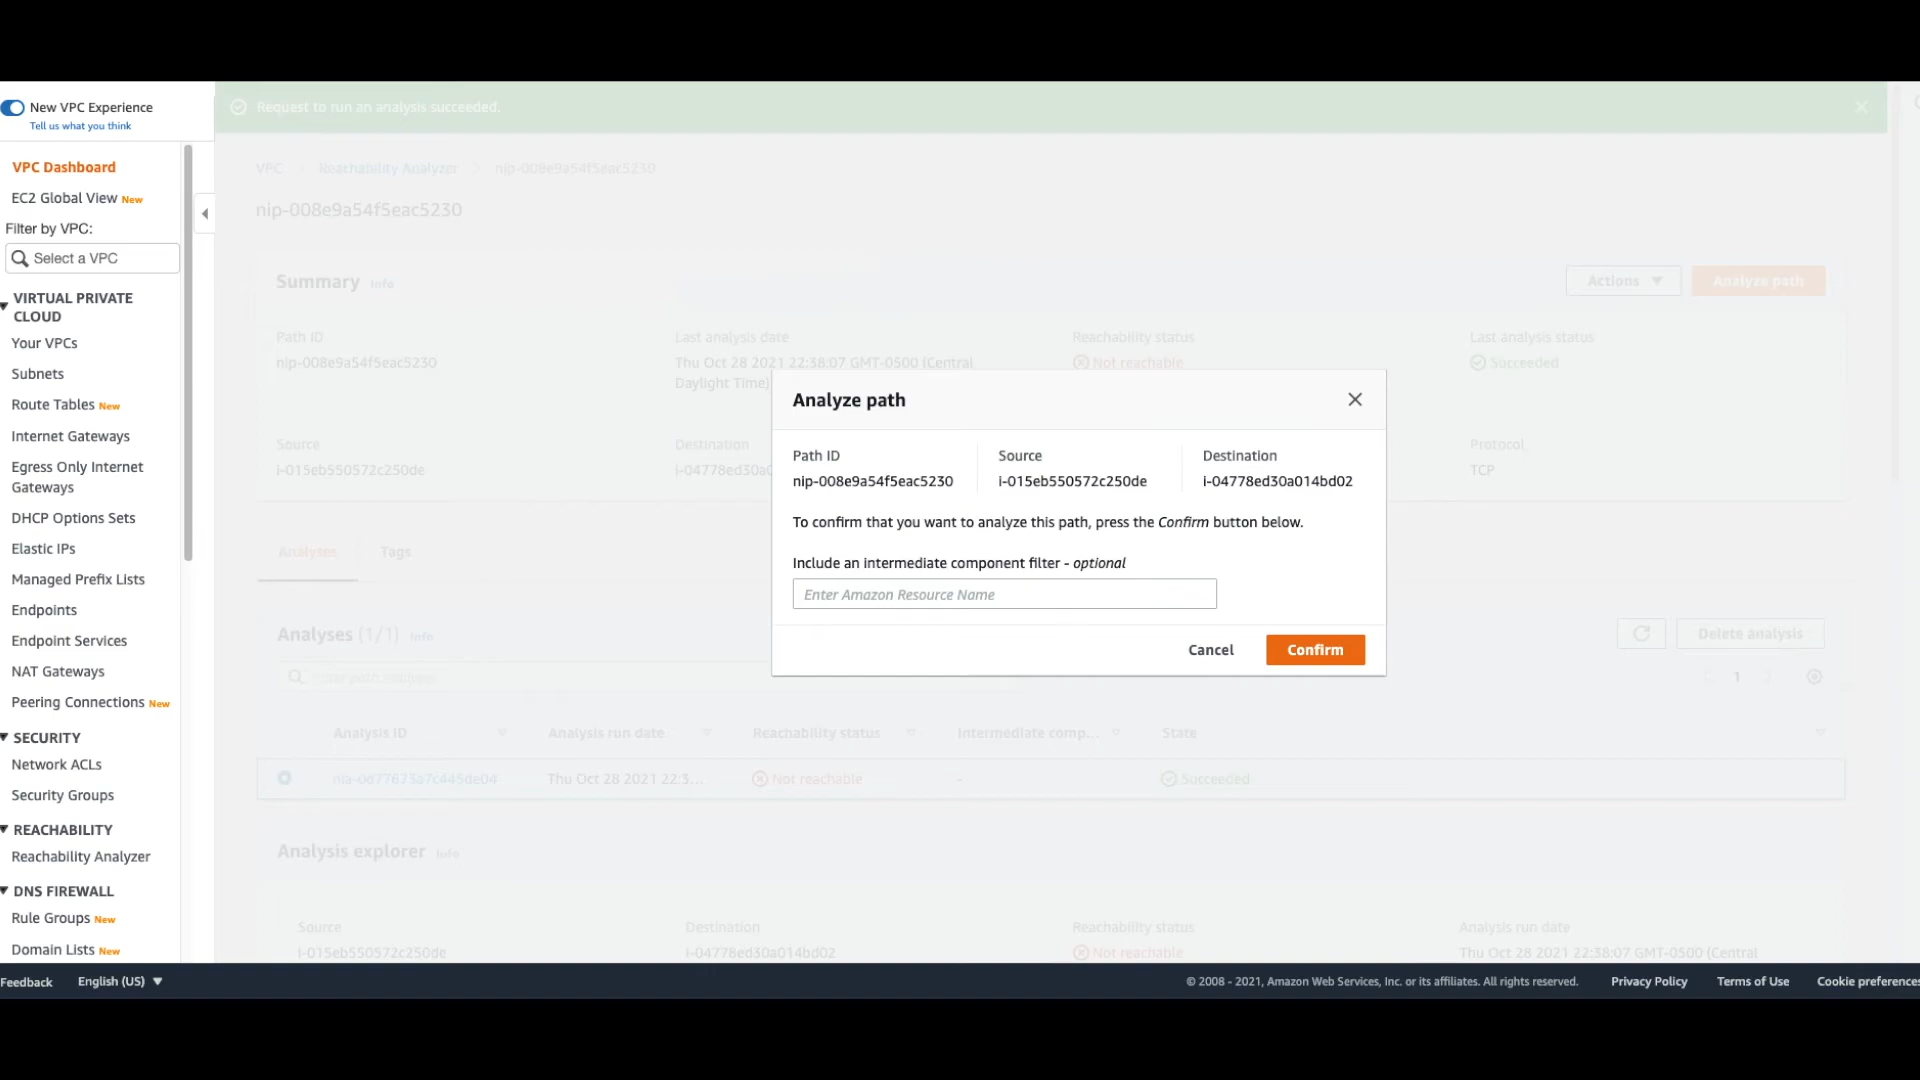 New VPC Experience
Tell us what you think
Request to run an analysis succeeded.
VPC Dashboard
EC2 Global View New
Filter by VPC:
Select a VPC
VIRTUAL PRIVATE
CLOUD
Your VPCs
Subnets
Route Tables New
Internet Gateways
Egress Only Internet
Gateways
DHCP Options Sets
Elastic IPs
Managed Prefix Lists
Endpoints
Endpoint Services
NAT Gateways
Peering Connections New
SECURITY
Network ACLs
Security Groups
REACHABILITY
Reachability Analyzer
DNS FIREWALL
Rule Groups New
Domain Lists New
VPC
Reachability Analyzer
nip-008e9a54f5eac5230
nip-008e9a54f5eac5230
Summary Info
Actions
Analyze path
Path ID
nip-008e9a54f5eac5230
Last analysis date
Thu Oct 28 2021 22:38:07 GMT-0500 (Central
Daylight Time)
Reachability status
Not reachable
Last analysis status
Succeeded
Source
i-015eb550572c250de
Destination
i-04778ed30a0
Protocol
TCP
Analyze path
Path ID
nip-008e9a54f5eac5230
Source
i-015eb550572c250de
Destination
i-04778ed30a014bd02
To confirm that you want to analyze this path, press the Confirm button below.
Include an intermediate component filter - optional
Enter Amazon Resource Name
Cancel
Confirm
Analyses
Tags
Analyses (1/1) Info
Delete analysis
1
Analysis ID
Analysis run date
Reachability status
Intermediate comp...
State
Thu Oct 28 2021 22:3...
Not reachable
-
Succeeded
Analysis explorer Info
Source
i-015eb550572c250de
Destination
i-04778ed30a014bd02
Reachability status
Not reachable
Analysis run date
Thu Oct 28 2021 22:38:07 GMT-0500 (Central
Feedback
English (US)
© 2008 - 2021, Amazon Web Services, Inc. or its affiliates. All rights reserved.
Privacy Policy
Terms of Use
Cookie preferences